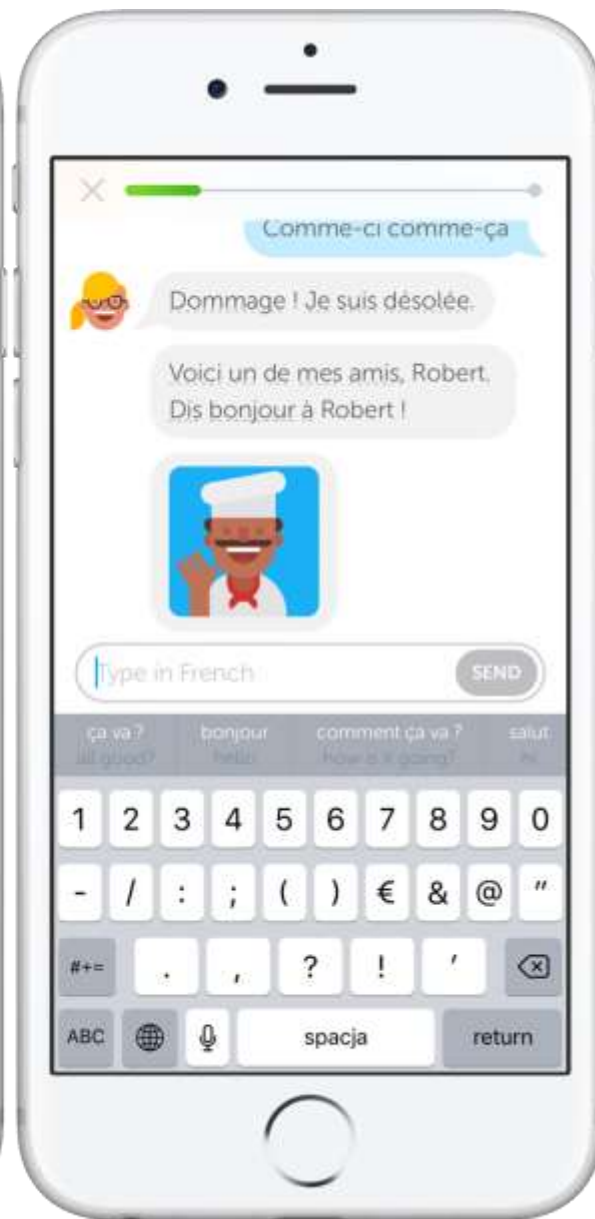 Comme-ci comme-ça
Dommage ! Je suis désolée.
Voici un de mes amis, Robert.
Dis bonjour à Robert !
Type in French
SEND
ça va ? bonjour comment ça va ? salut
all good? hello how's it going? hi
1 2 3 4 5 6 7 8 9 0
- / : ; ( ) € & @ "
#+= . , ? ! '
ABC spacja return